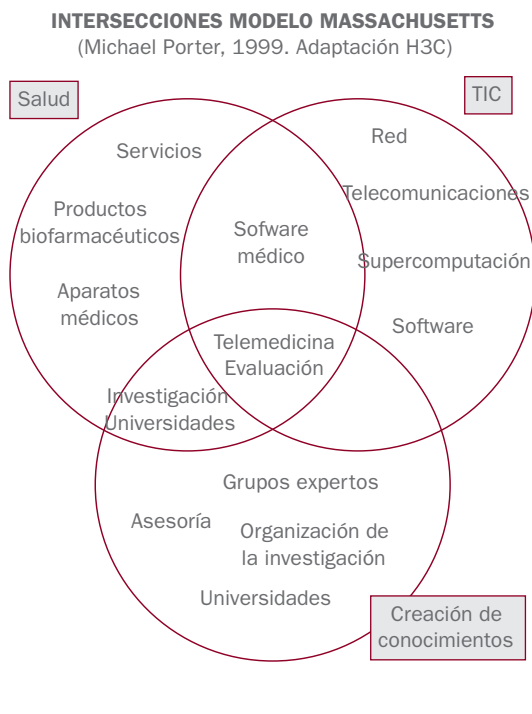 INTERSECCIONES MODELO MASSACHUSETTS
(Michael Porter, 1999. Adaptación H3C)
Salud
TIC
Servicios
Red
Productos
biofarmacéuticos
Telecomunicaciones
Sofware
médico
Supercomputación
Aparatos
médicos
Software
Telemedicina
Evaluación
Investigación
Universidades
Grupos expertos
Asesoría
Organización de
la investigación
Universidades
Creación de
conocimientos